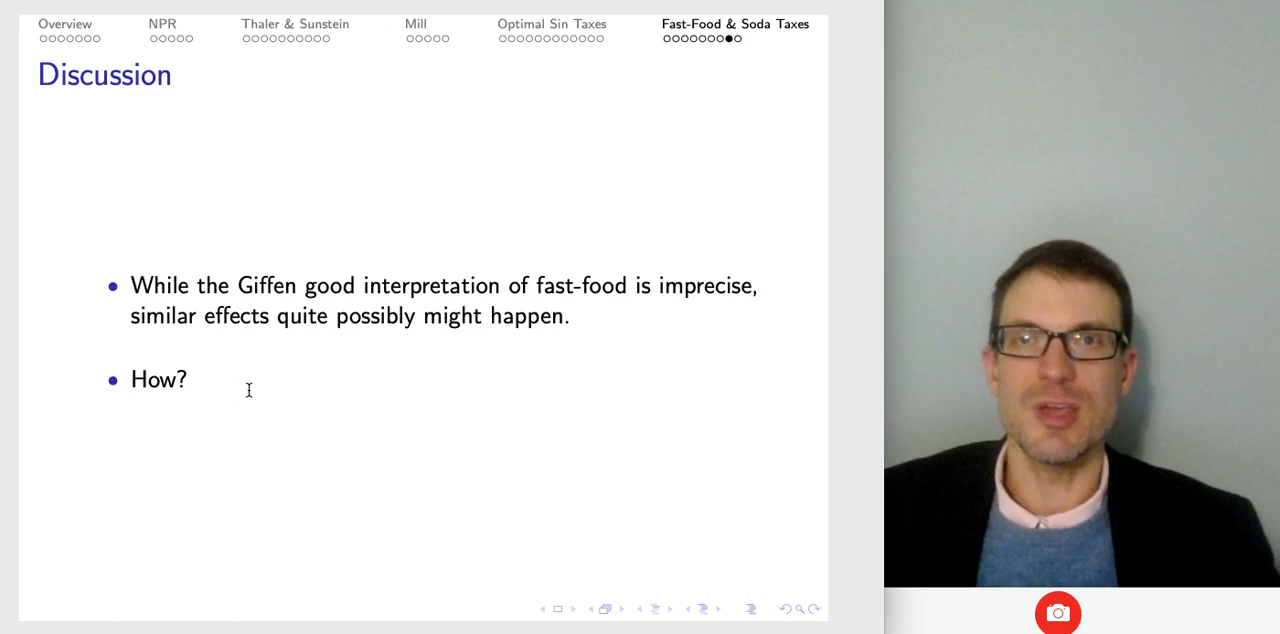 Overview NPR Thaler & Sunstein Mill Optimal Sin Taxes Fast-Food & Soda Taxes
Discussion
• While the Giffen good interpretation of fast-food is imprecise,
similar effects quite possibly might happen.
• How?